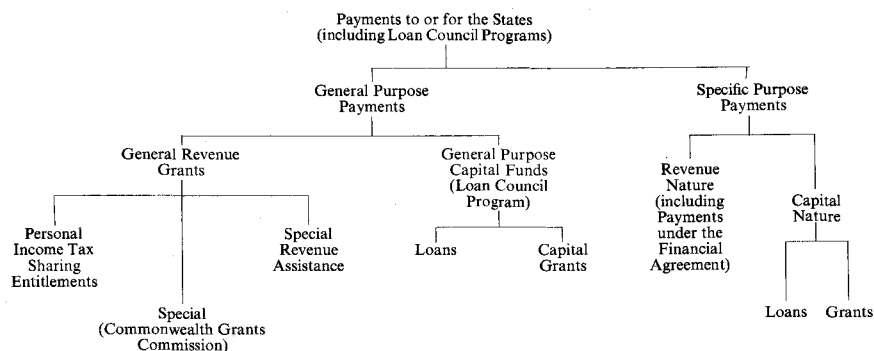 Payments to or for the States
(including Loan Council Programs)
General Purpose
Payments
Specific Purpose
Payments
General Revenue
Grants
General Purpose
Capital Funds
(Loan Council
Program)
Revenue
Nature
(including
Payments
under the
Financial
Agreement)
Capital
Nature
Personal
Income Tax
Sharing
Entitlements
Special
Revenue
Assistance
Loans
Capital
Grants
Special
(Commonwealth Grants
Commission)
Loans
Grants